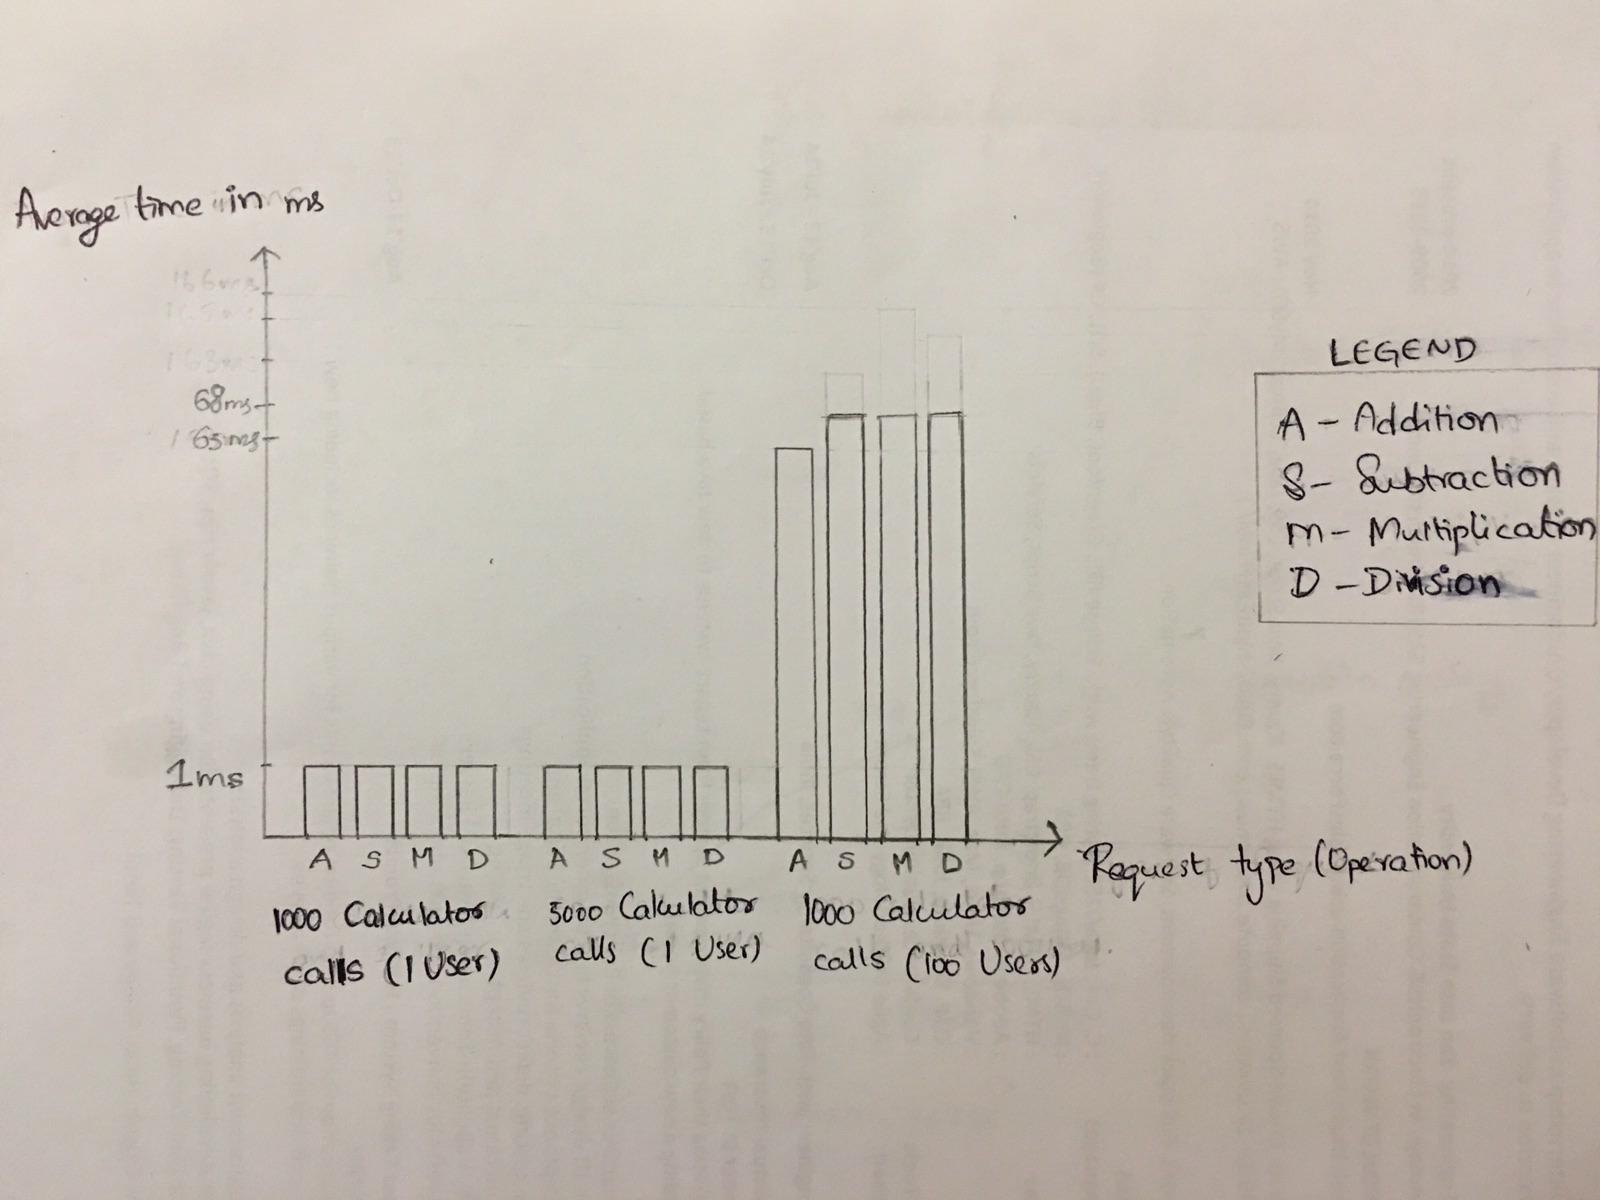 Average time in ms
68ms
65ms
1ms
A S M D A S M D A S M D
1000 Calculator
calls (1 User)
5000 Calculator
calls (1 User)
1000 Calculator
calls (100 Users)
Request type (Operation)
LEGEND
A - Addition
S - Subtraction
M - Multiplication
D - Division